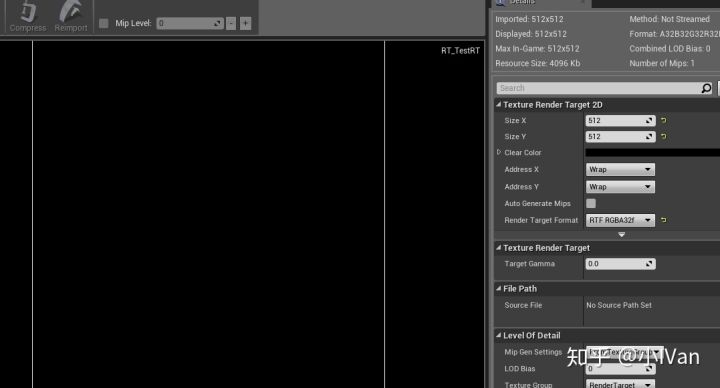 Compress
Reimport
Mip Level:
0
-
+
RT_TestRT
Details
Imported: 512x512
Method: Not Streamed
Displayed: 512x512
Format: A32B32G32R32
Max In-Game: 512x512
Combined LOD Bias: 0
Resource Size: 4096 Kb
Number of Mips: 1
Search
Texture Render Target 2D
Size X
512
Size Y
512
Clear Color
Address X
Wrap
Address Y
Wrap
Auto Generate Mips
Render Target Format
RTF RGBA32f
Texture Render Target
Target Gamma
0.0
File Path
Source File
No Source Path Set
Level Of Detail
Mip Gen Settings
LOD Bias
0
Texture Group
RenderTarget
知乎 @小IVan